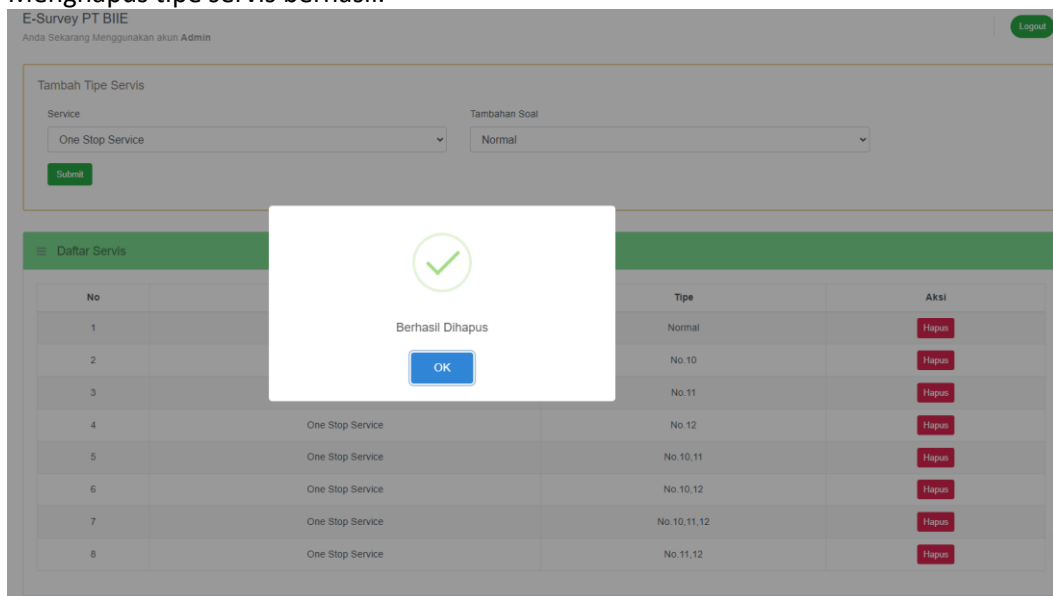 Menghapus tipe servis berhasil.
E-Survey PT BIIE
Anda Sekarang Menggunakan akun Admin
Logout
Tambah Tipe Servis
Service
Tambahan Soal
One Stop Service
Normal
Submit
Daftar Servis
Berhasil Dihapus
OK
No Tipe Aksi
1 Normal Hapus
2 No.10 Hapus
3 No.11 Hapus
4 One Stop Service No.12 Hapus
5 One Stop Service No.10,11 Hapus
6 One Stop Service No.10,12 Hapus
7 One Stop Service No.10,11,12 Hapus
8 One Stop Service No.11,12 Hapus